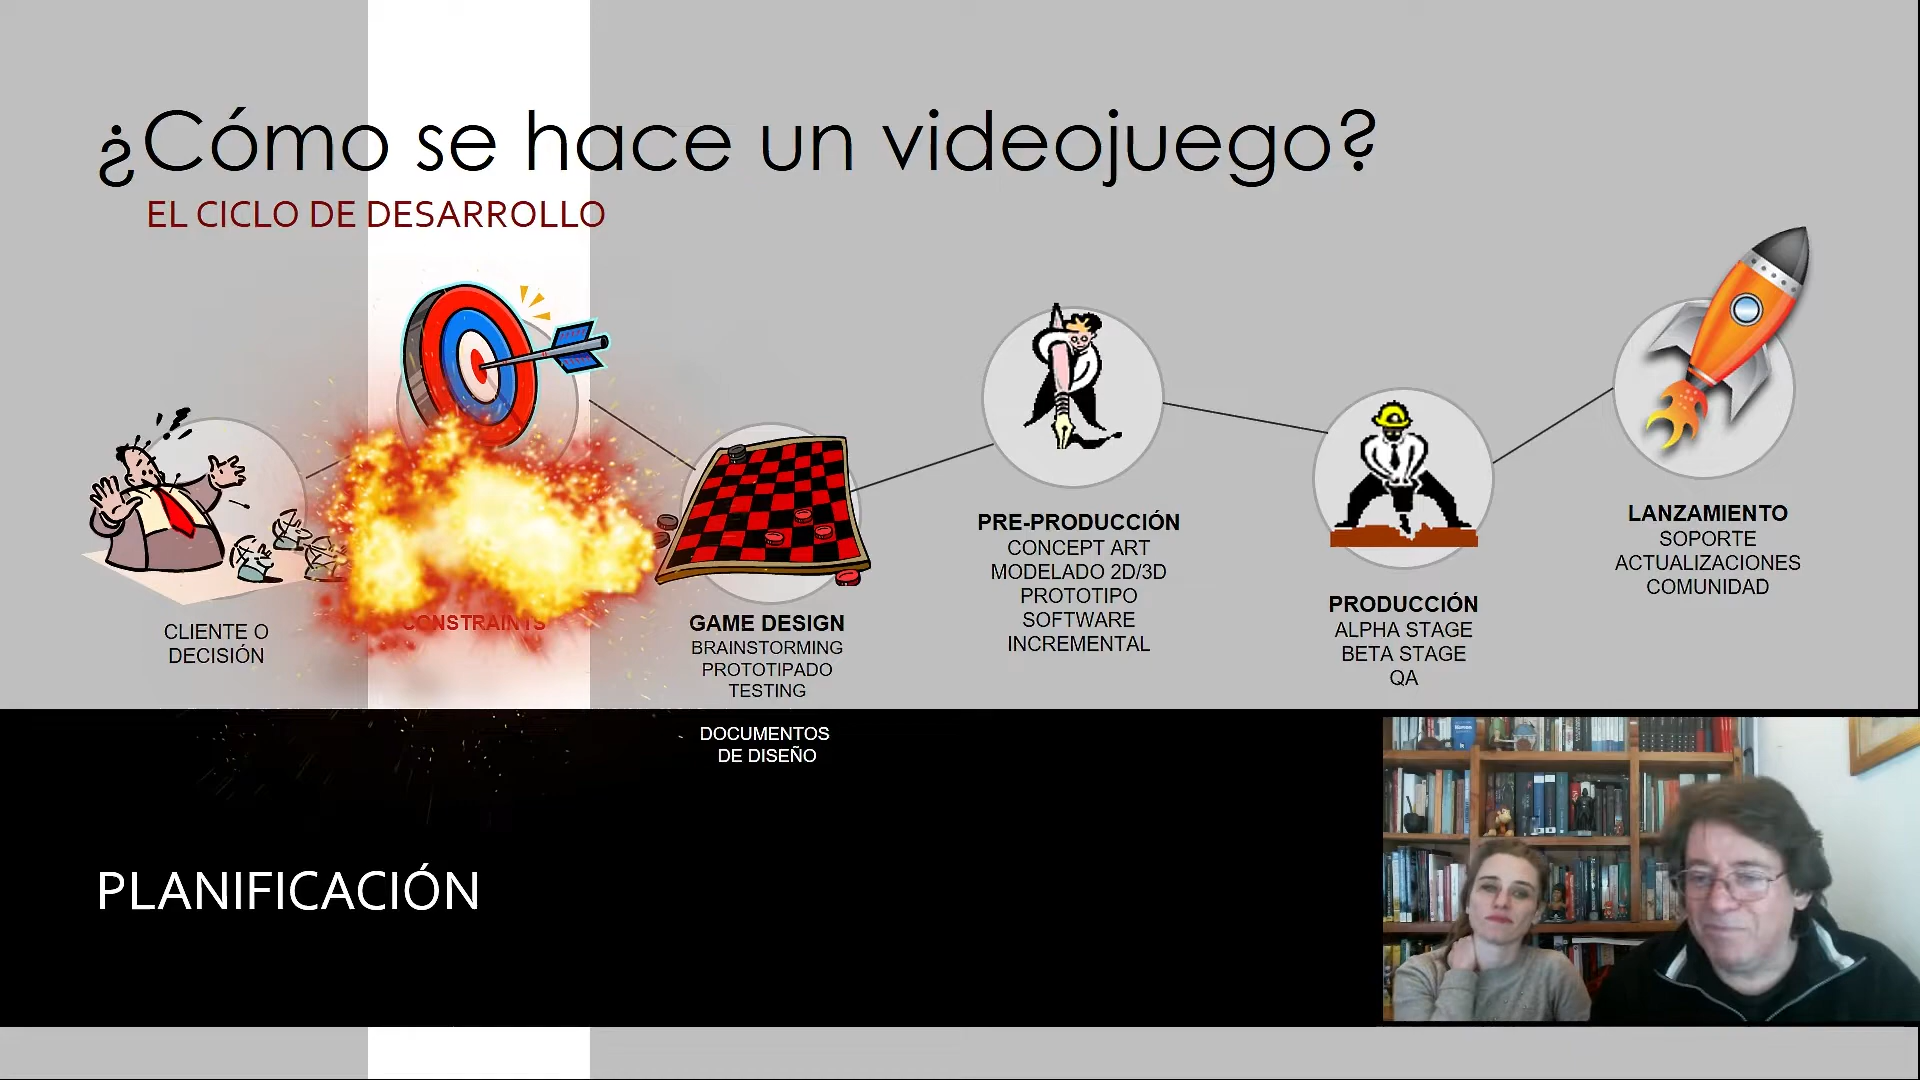 ¿Cómo se hace un videojuego?
EL CICLO DE DESARROLLO
CLIENTE O
DECISIÓN
CONSTRAINTS
GAME DESIGN
BRAINSTORMING
PROTOTIPADO
TESTING
DOCUMENTOS
DE DISEÑO
PRE-PRODUCCIÓN
CONCEPT ART
MODELADO 2D/3D
PROTOTIPO
SOFTWARE
INCREMENTAL
PRODUCCIÓN
ALPHA STAGE
BETA STAGE
QA
LANZAMIENTO
SOPORTE
ACTUALIZACIONES
COMUNIDAD
PLANIFICACIÓN